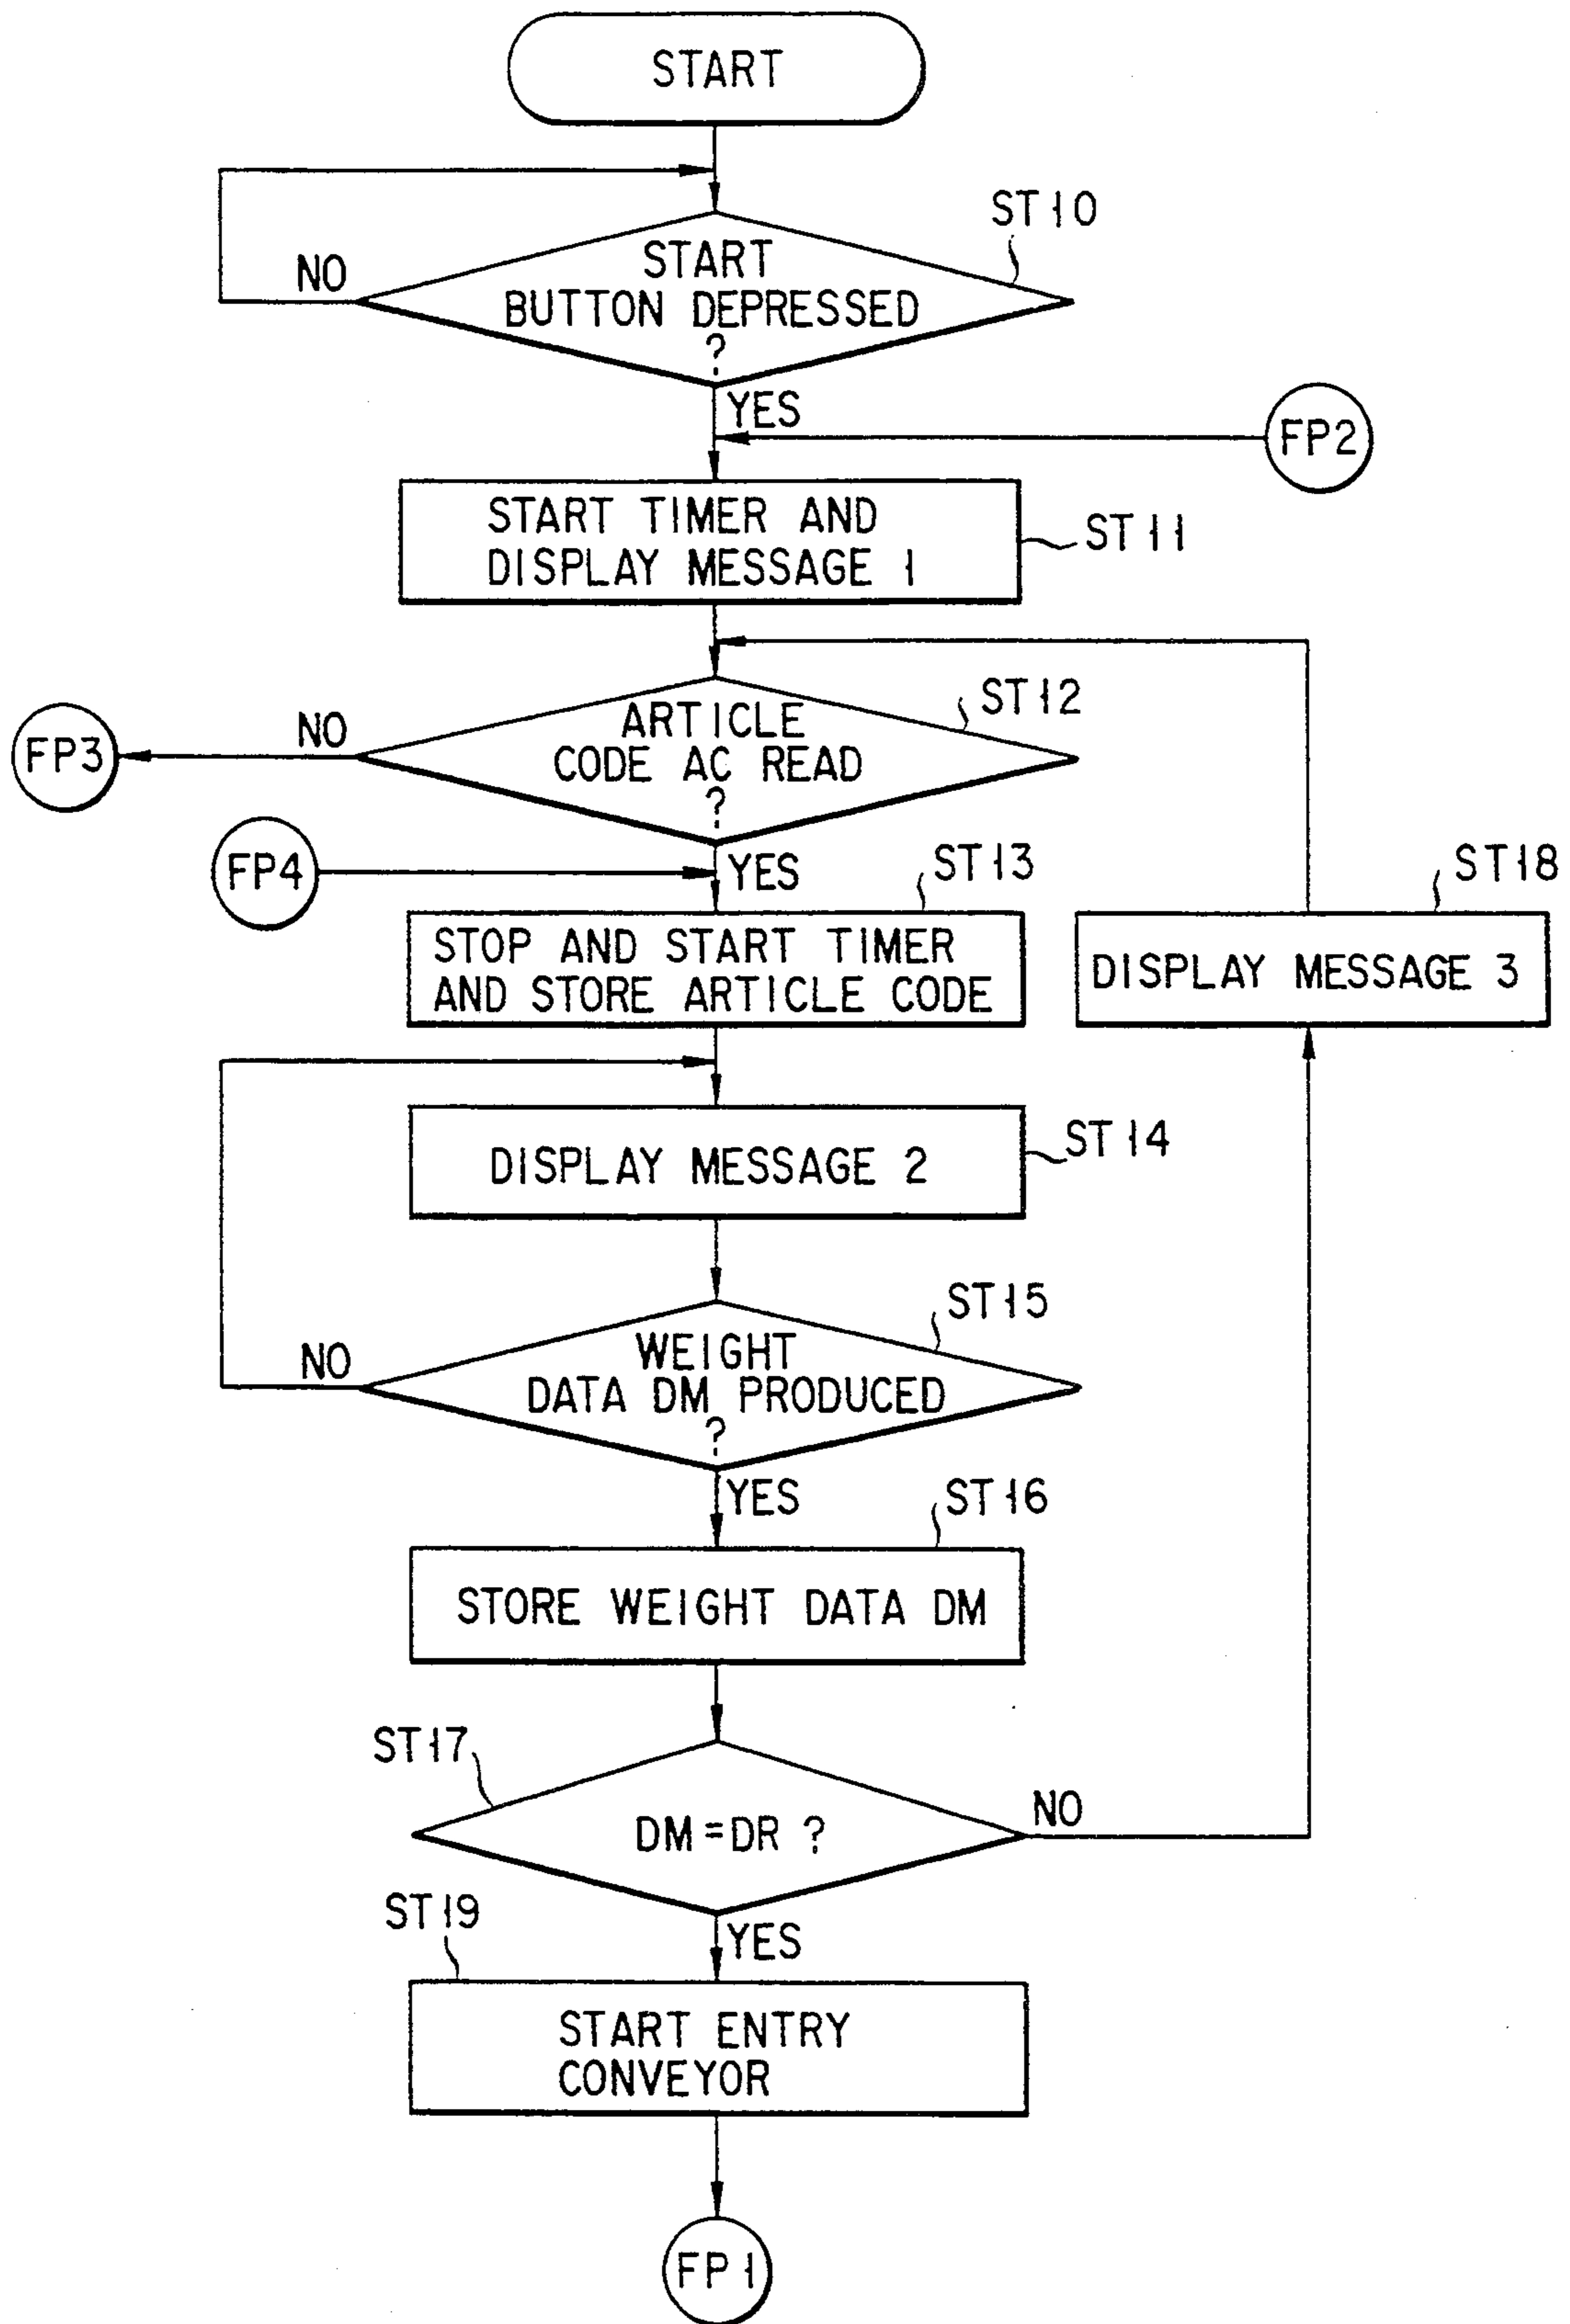 START
ST10
NO
START
BUTTON DEPRESSED
?
YES
FP2
START TIMER AND
DISPLAY MESSAGE 1
ST11
ST12
NO
FP3
ARTICLE
CODE AC READ
?
FP4
YES
ST13
ST18
STOP AND START TIMER
AND STORE ARTICLE CODE
DISPLAY MESSAGE 3
DISPLAY MESSAGE 2
ST14
ST15
NO
WEIGHT
DATA DM PRODUCED
?
YES
ST16
STORE WEIGHT DATA DM
ST17
DM=DR ?
NO
ST19
YES
START ENTRY
CONVEYOR
FP1